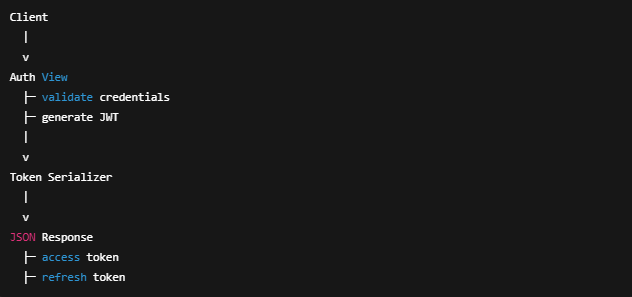 Client
|
v
Auth View
├─ validate credentials
├─ generate JWT
|
v
Token Serializer
|
v
JSON Response
├─ access token
├─ refresh token